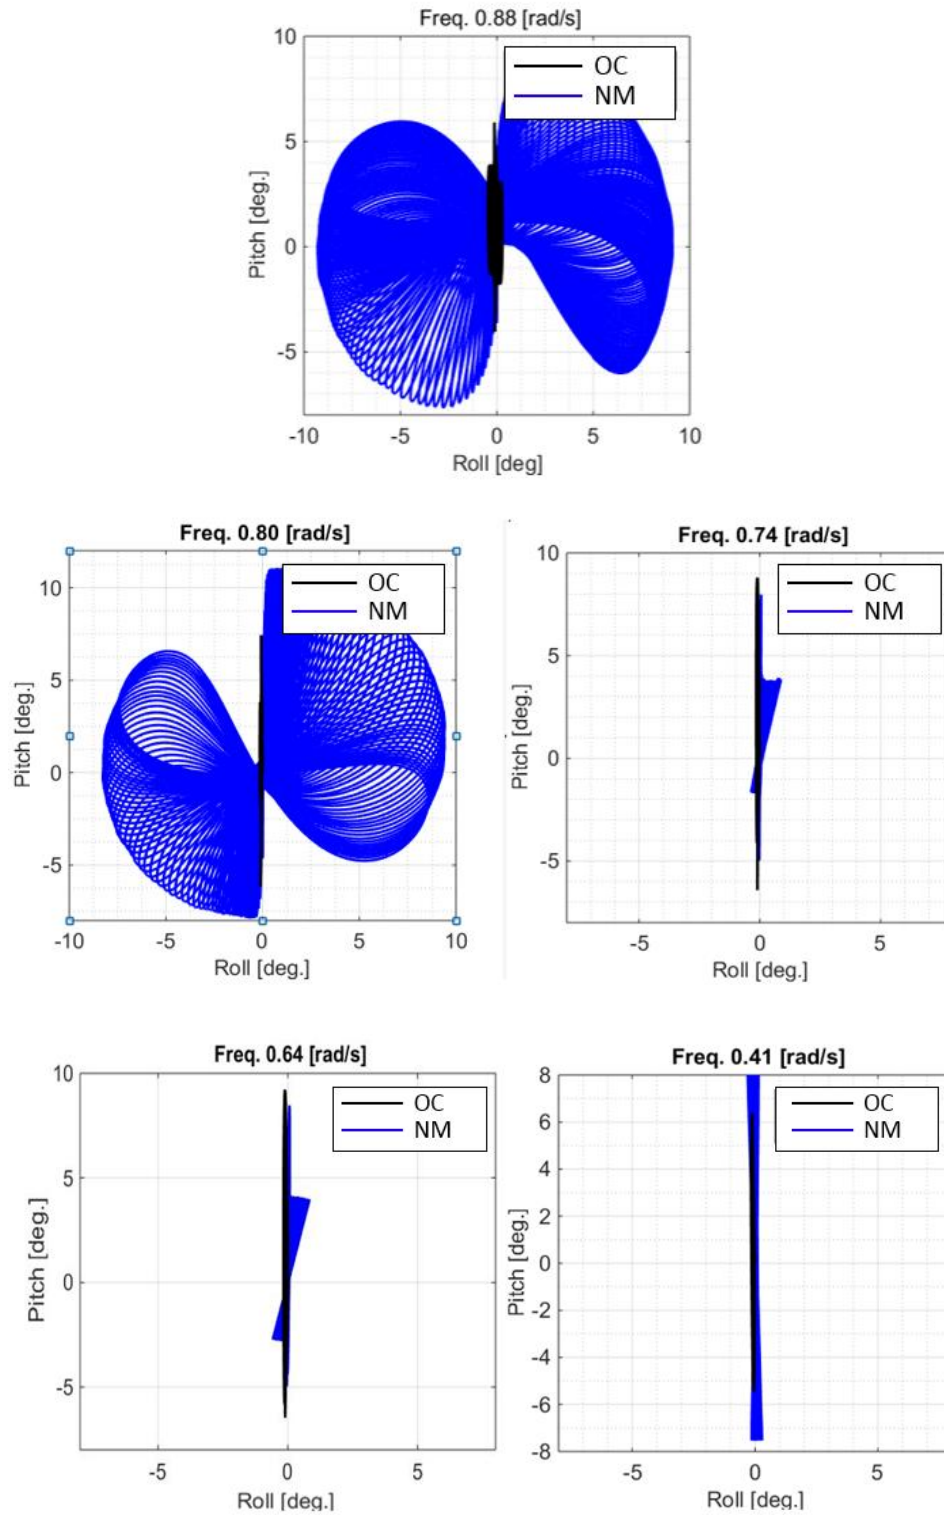 Freq. 0.88 [rad/s]
10
5
0
-5
Pitch [deg.]
OC
NM
-10
-5
0
5
10
Roll [deg]
Freq. 0.80 [rad/s]
10
5
0
-5
Pitch [deg.]
OC
NM
-10
-5
0
5
10
Roll [deg.]
Freq. 0.74 [rad/s]
10
5
0
-5
Pitch [deg.]
OC
NM
-5
0
5
Roll [deg.]
Freq. 0.64 [rad/s]
10
5
0
-5
Pitch [deg.]
OC
NM
-5
0
5
Roll [deg.]
Freq. 0.41 [rad/s]
8
6
4
2
0
-2
-4
-6
-8
Pitch [deg.]
OC
NM
-5
0
5
Roll [deg.]